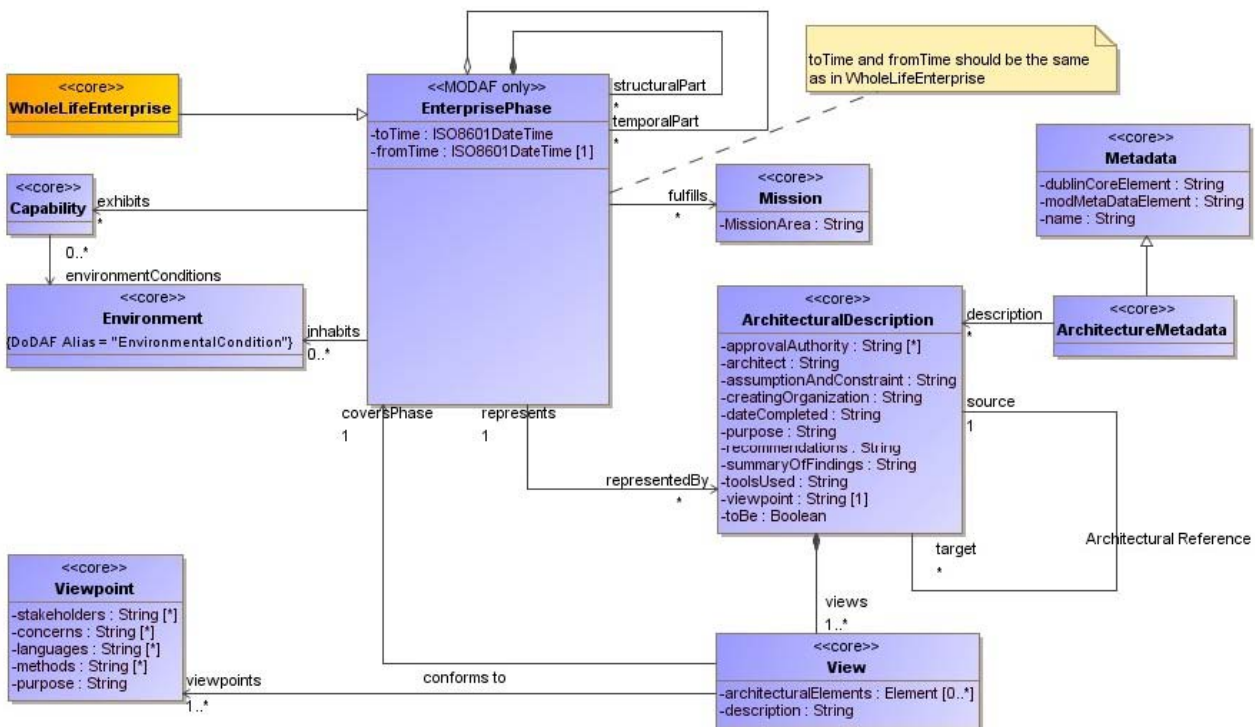 toTime and fromTime should be the same
as in WholeLifeEnterprise
<<core>>
WholeLifeEnterprise
<<MODAF only>>
EnterprisePhase
-toTime : ISO8601DateTime
-fromTime : ISO8601DateTime [1]
structuralPart
*
temporalPart
*
<<core>>
Metadata
-dublinCoreElement : String
-modMetaDataElement : String
-name : String
<<core>>
Capability
exhibits
*
0..*
environmentConditions
fulfills
*
<<core>>
Mission
-MissionArea : String
<<core>>
Environment
{DoDAF Alias = "EnvironmentalCondition"}
inhabits
0..*
<<core>>
ArchitecturalDescription
-approvalAuthority : String [*]
-architect : String
-assumptionAndConstraint : String
-creatingOrganization : String
-dateCompleted : String
-purpose : String
-recommendations : String
-summaryOfFindings : String
-toolsUsed : String
-viewpoint : String [1]
-toBe : Boolean
description
*
<<core>>
ArchitectureMetadata
source
1
coversPhase
1
represents
1
representedBy
*
target
*
Architectural Reference
<<core>>
Viewpoint
-stakeholders : String [*]
-concerns : String [*]
-languages : String [*]
-methods : String [*]
-purpose : String
views
1..*
viewpoints
1..*
conforms to
<<core>>
View
-architecturalElements : Element [0..*]
-description : String